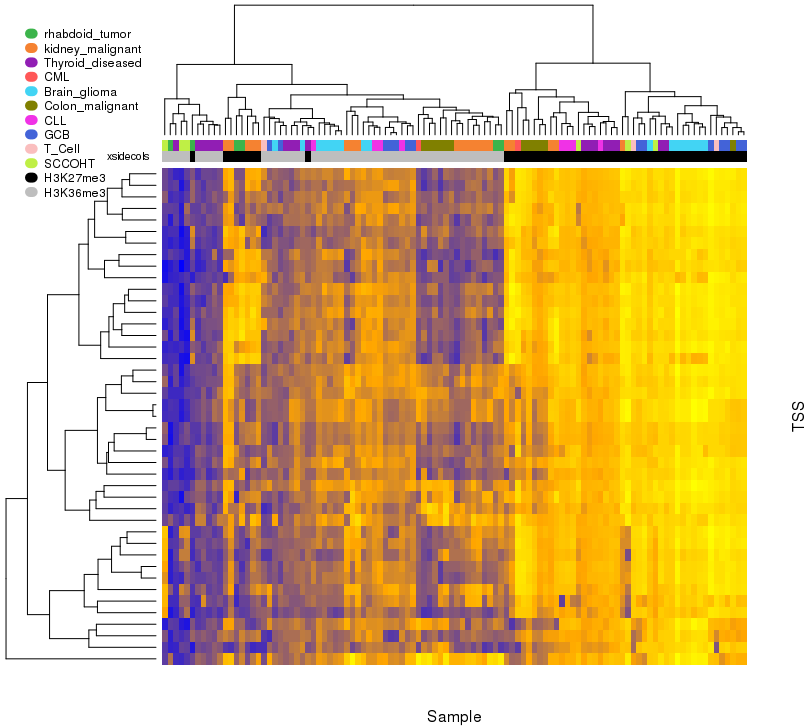 rhabdoid_tumor
kidney_malignant
Thyroid_diseased
CML
Brain_glioma
Colon_malignant
CLL
GCB
T_Cell
SCCOHT
H3K27me3
H3K36me3
xsidecols
TSS
Sample